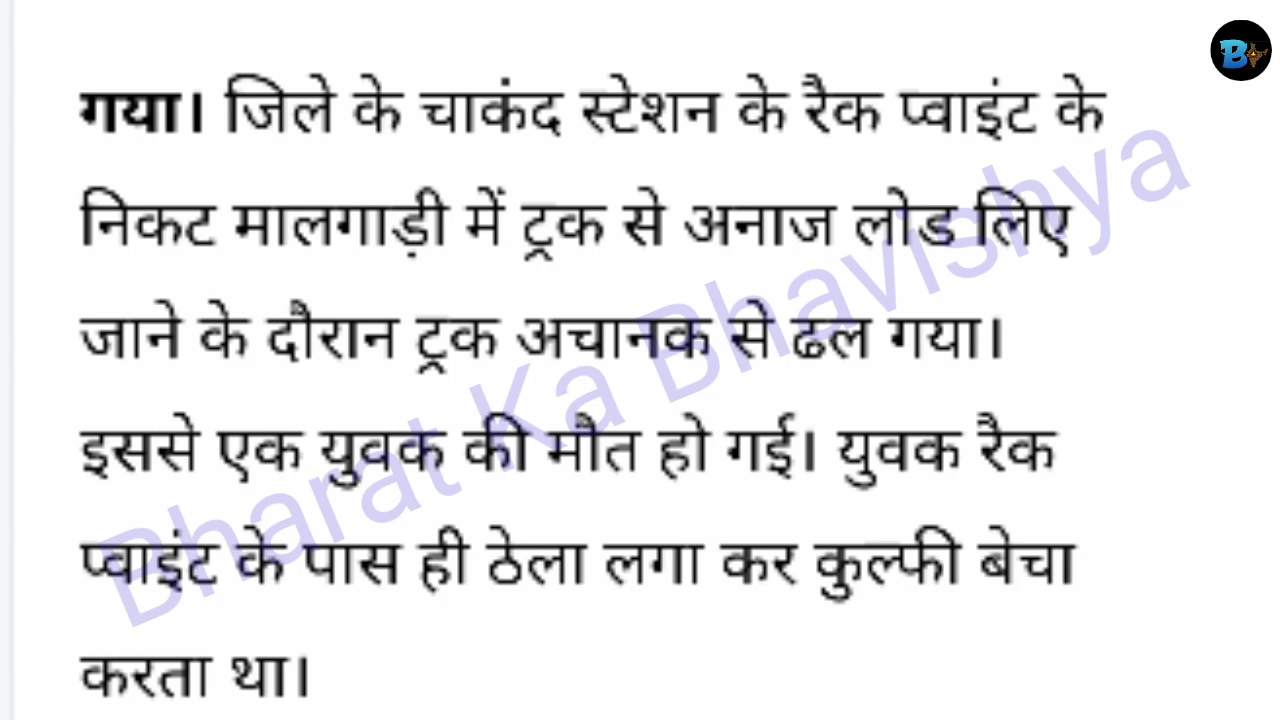 गया। जिले के चाकंद स्टेशन के रैक प्वाइंट के
निकट मालगाड़ी में ट्रक से अनाज लोड लिए
जाने के दौरान ट्रक अचानक से ढल गया।
इससे एक युवक की मौत हो गई। युवक रैक
प्वाइंट के पास ही ठेला लगा कर कुल्फी बेचा
करता था।
Bharat Ka Bhavishya
B